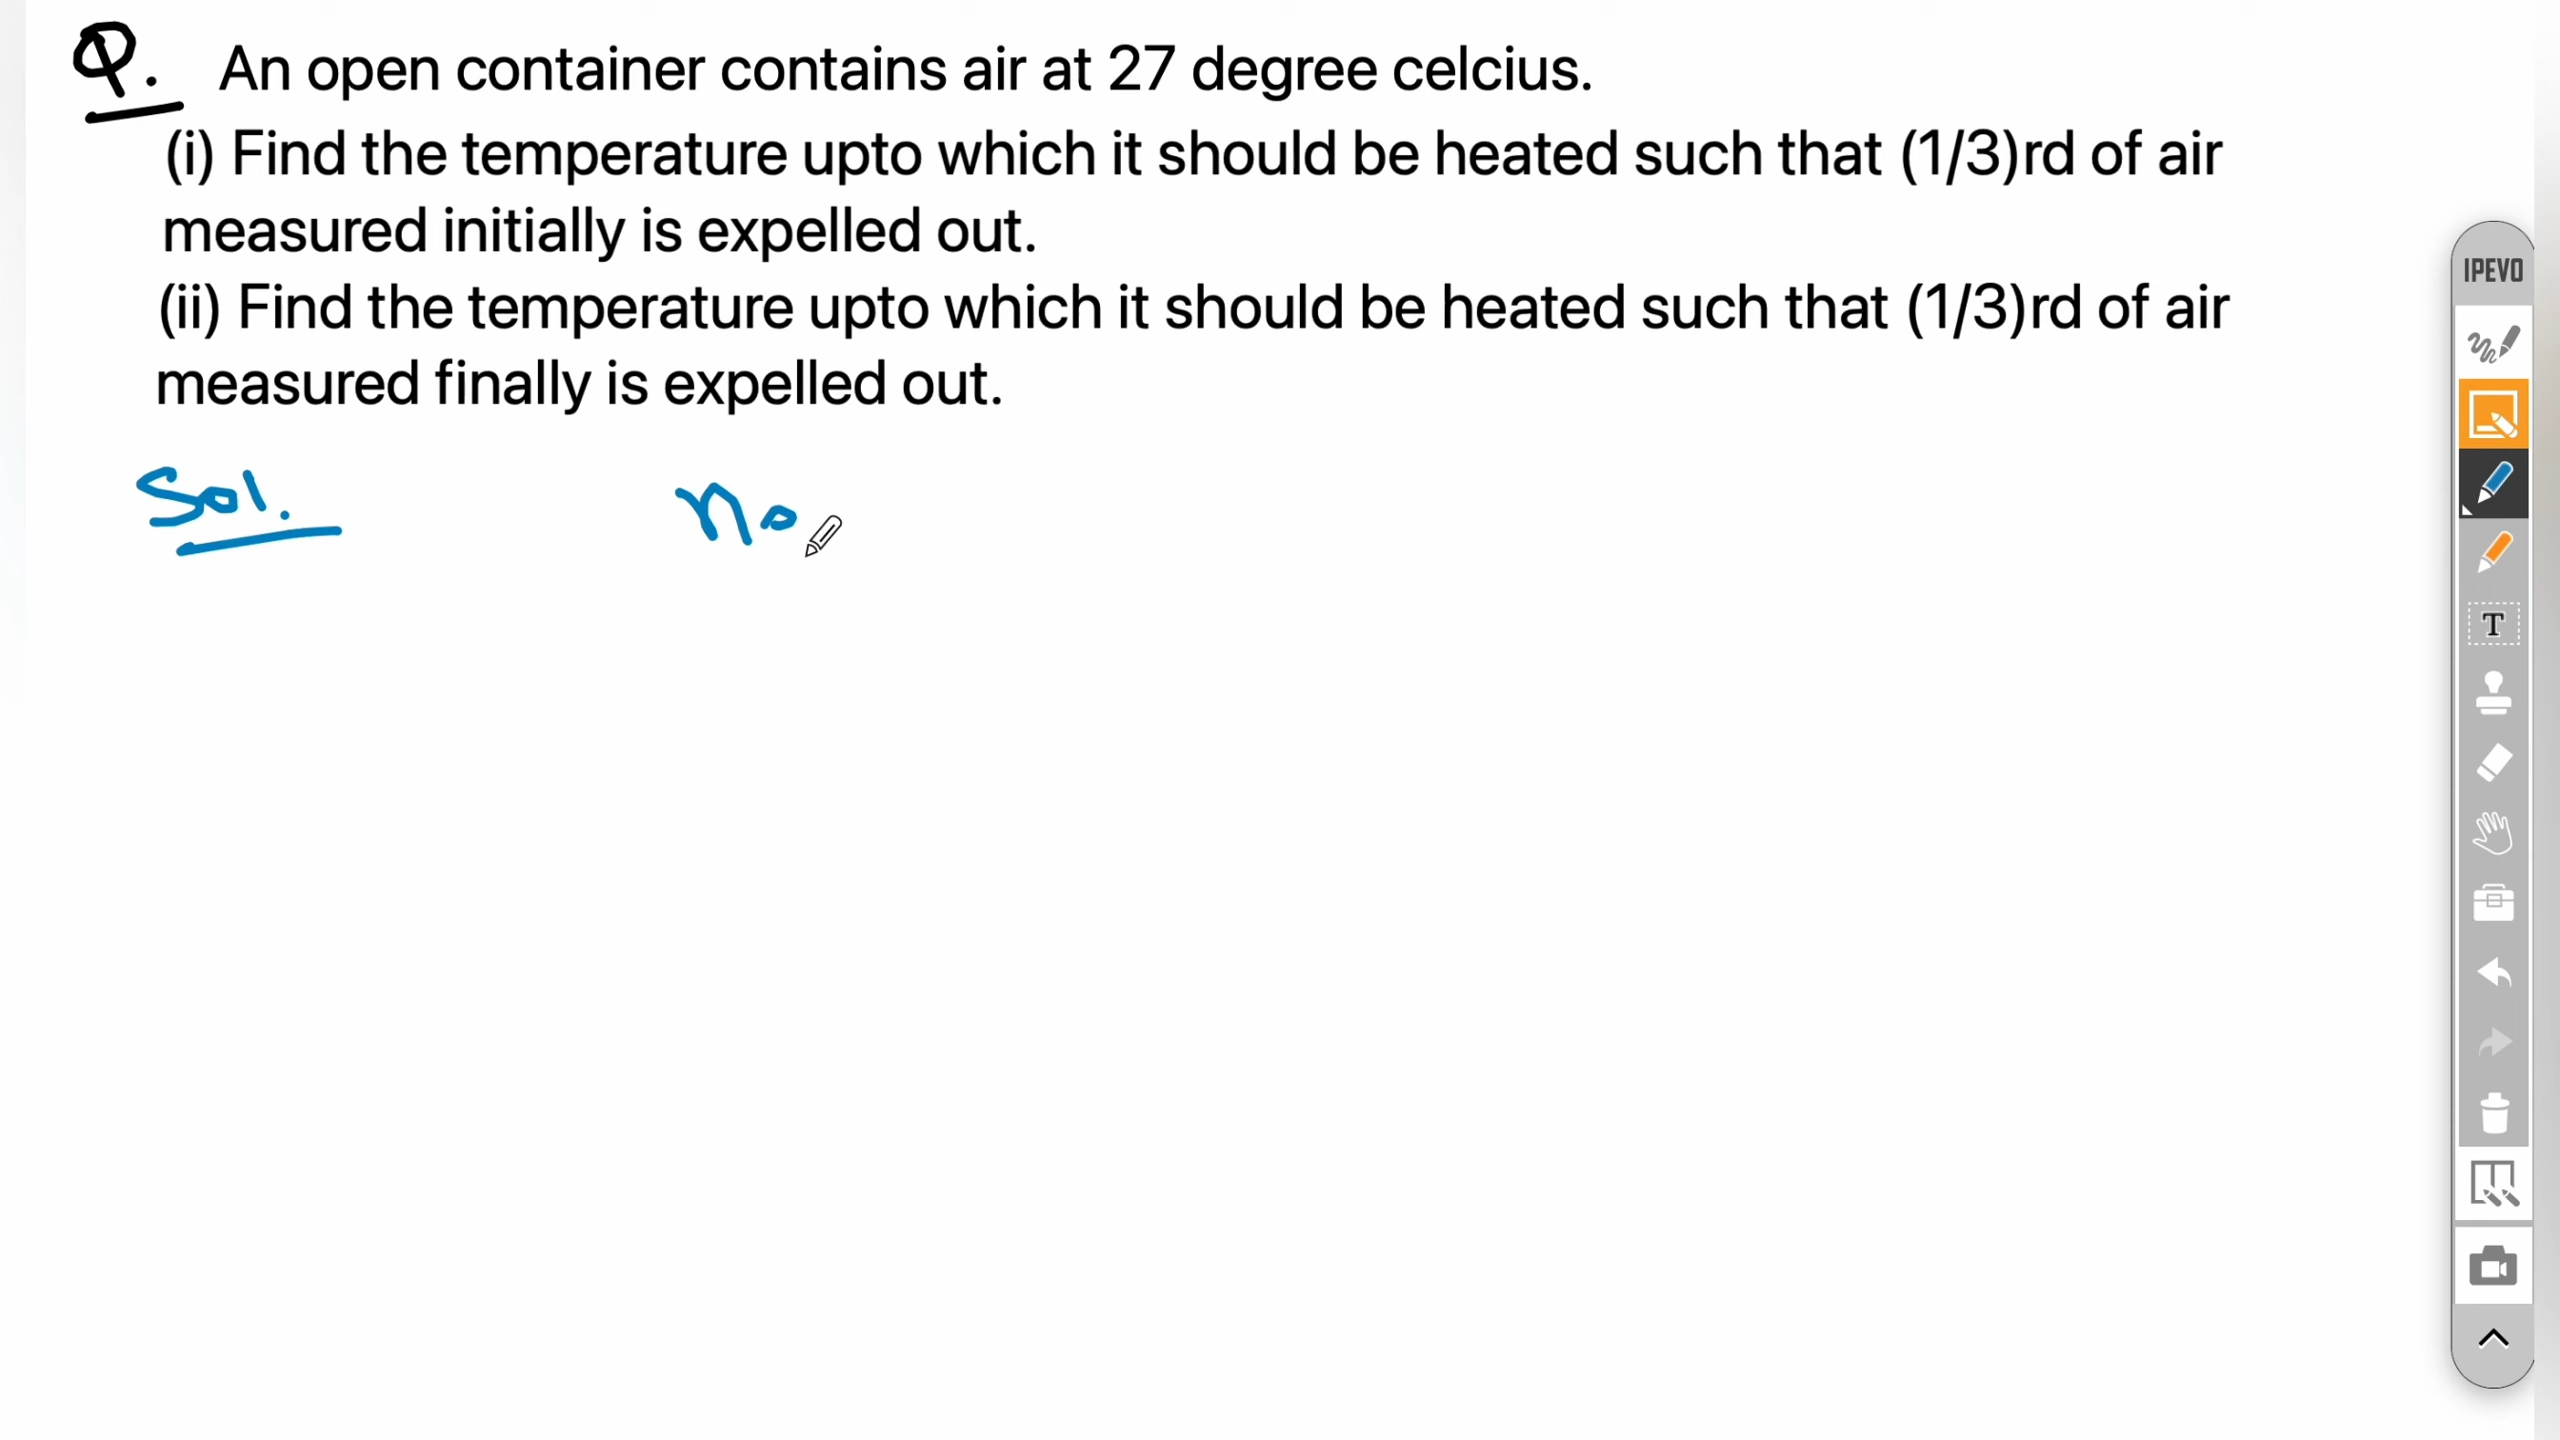 Q. An open container contains air at 27 degree celcius.
(i) Find the temperature upto which it should be heated such that (1/3)rd of air
measured initially is expelled out.
(ii) Find the temperature upto which it should be heated such that (1/3)rd of air
measured finally is expelled out.
Sol. no
IPEVO
T